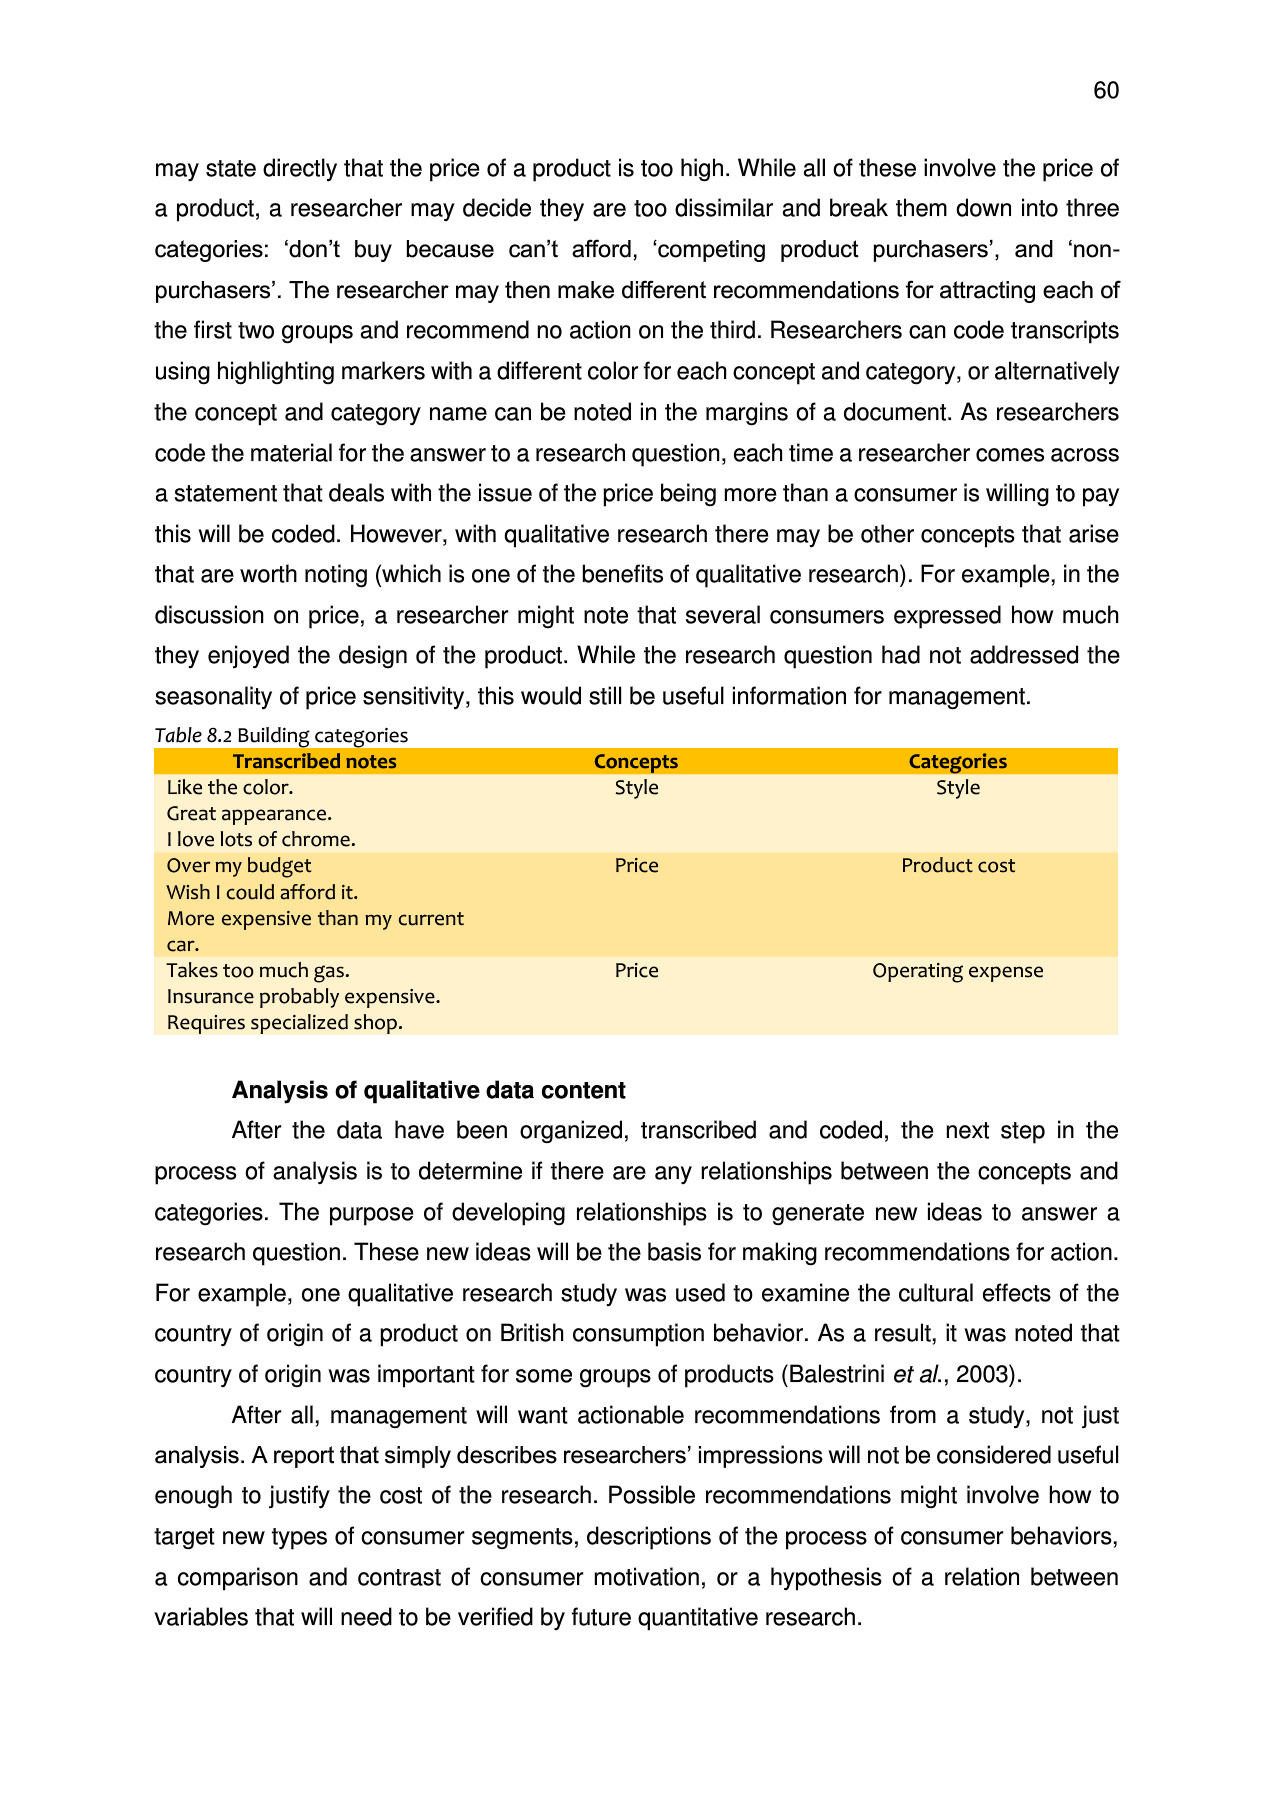 60
may state directly that the price of a product is too high. While all of these involve the price of
a product, a researcher may decide they are too dissimilar and break them down into three
categories: ‘don’t buy because can’t afford, ‘competing product purchasers’, and ‘non-
purchasers’. The researcher may then make different recommendations for attracting each of
the first two groups and recommend no action on the third. Researchers can code transcripts
using highlighting markers with a different color for each concept and category, or alternatively
the concept and category name can be noted in the margins of a document. As researchers
code the material for the answer to a research question, each time a researcher comes across
a statement that deals with the issue of the price being more than a consumer is willing to pay
this will be coded. However, with qualitative research there may be other concepts that arise
that are worth noting (which is one of the benefits of qualitative research). For example, in the
discussion on price, a researcher might note that several consumers expressed how much
they enjoyed the design of the product. While the research question had not addressed the
seasonality of price sensitivity, this would still be useful information for management.
Table 8.2 Building categories
Transcribed notes Concepts Categories
Like the color. Style Style
Great appearance.
I love lots of chrome.
Over my budget Price Product cost
Wish I could afford it.
More expensive than my current
car.
Takes too much gas. Price Operating expense
Insurance probably expensive.
Requires specialized shop.
Analysis of qualitative data content
After the data have been organized, transcribed and coded, the next step in the
process of analysis is to determine if there are any relationships between the concepts and
categories. The purpose of developing relationships is to generate new ideas to answer a
research question. These new ideas will be the basis for making recommendations for action.
For example, one qualitative research study was used to examine the cultural effects of the
country of origin of a product on British consumption behavior. As a result, it was noted that
country of origin was important for some groups of products (Balestrini et al., 2003).
After all, management will want actionable recommendations from a study, not just
analysis. A report that simply describes researchers’ impressions will not be considered useful
enough to justify the cost of the research. Possible recommendations might involve how to
target new types of consumer segments, descriptions of the process of consumer behaviors,
a comparison and contrast of consumer motivation, or a hypothesis of a relation between
variables that will need to be verified by future quantitative research.